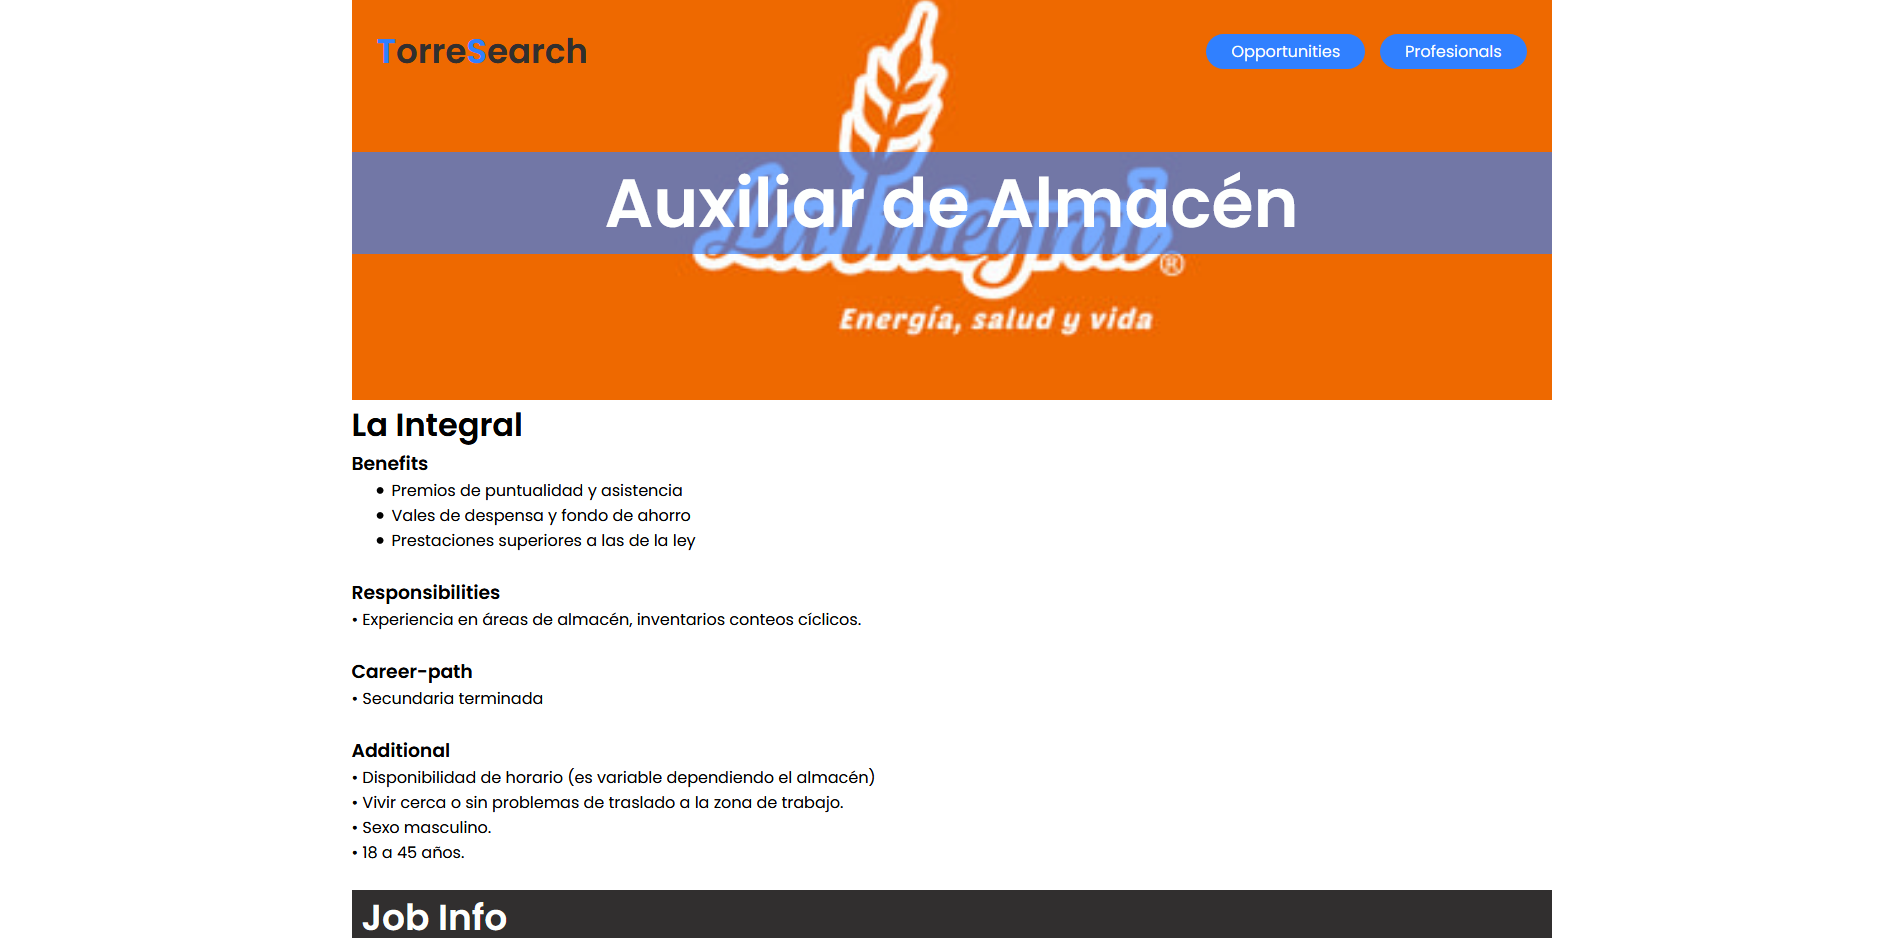 TorreSearch
Opportunities
Profesionals
Auxiliar de Almacén
La Integral®
Energía, salud y vida
La Integral
Benefits
• Premios de puntualidad y asistencia
• Vales de despensa y fondo de ahorro
• Prestaciones superiores a las de la ley
Responsibilities
• Experiencia en áreas de almacén, inventarios conteos cíclicos.
Career-path
• Secundaria terminada
Additional
• Disponibilidad de horario (es variable dependiendo el almacén)
• Vivir cerca o sin problemas de traslado a la zona de trabajo.
• Sexo masculino.
• 18 a 45 años.
Job Info